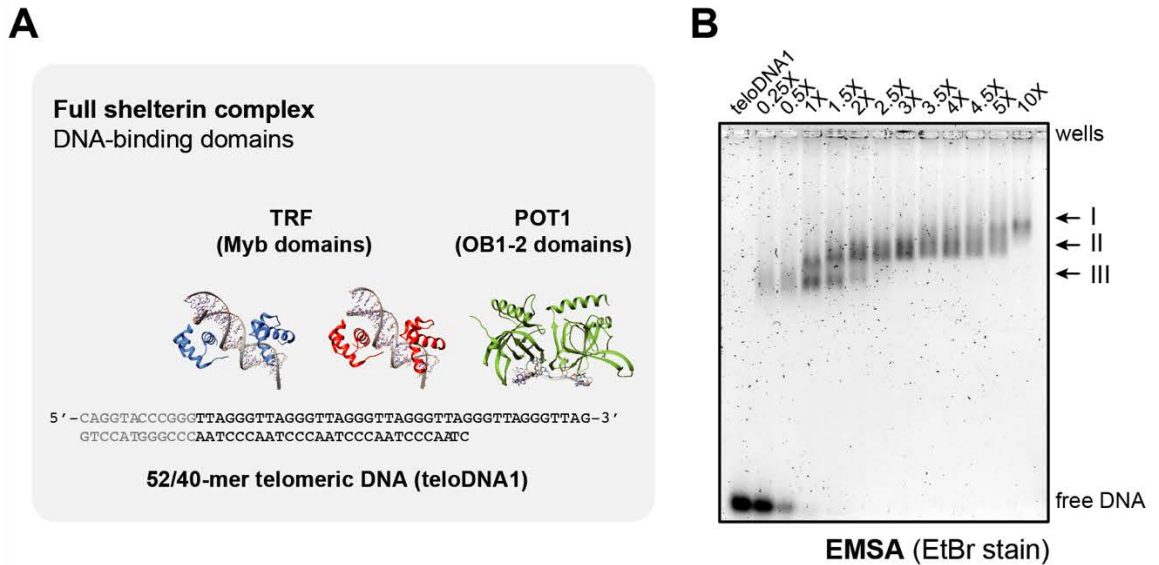 A
Full shelterin complex
DNA-binding domains
TRF
(Myb domains)
POT1
(OB1-2 domains)
5'-CAGGTACCCGGGTTAGGGTTAGGGTTAGGGTTAGGGTTAGGGTTAGGGTTAG-3'
GTCCATGGGCCCAATCCCAATCCCAATCCCAATCCCAATC
52/40-mer telomeric DNA (teloDNA1)
B
teloDNA1
0.25X
0.5X
1X
1.5X
2X
2.5X
3X
3.5X
4X
4.5X
5X
10X
wells
I
II
III
free DNA
EMSA (EtBr stain)